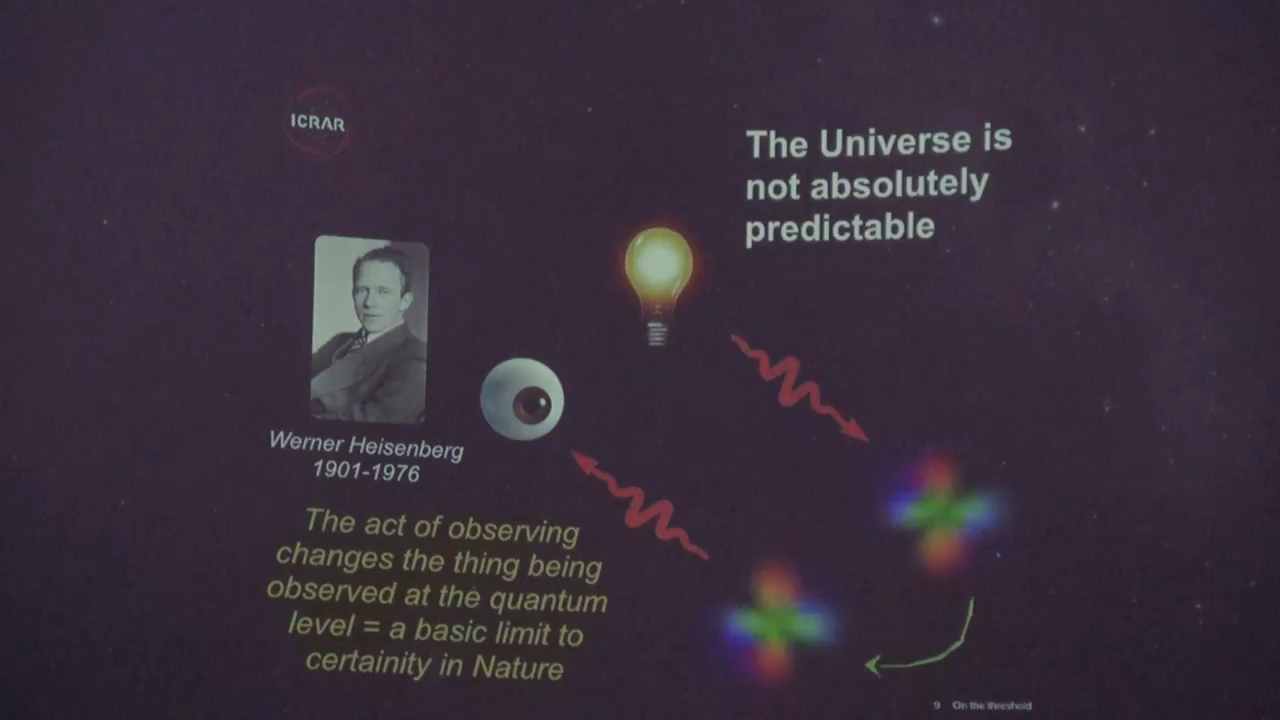 ICRAR
The Universe is
not absolutely
predictable
Werner Heisenberg
1901-1976
The act of observing
changes the thing being
observed at the quantum
level = a basic limit to
certainity in Nature
9 On the threshold